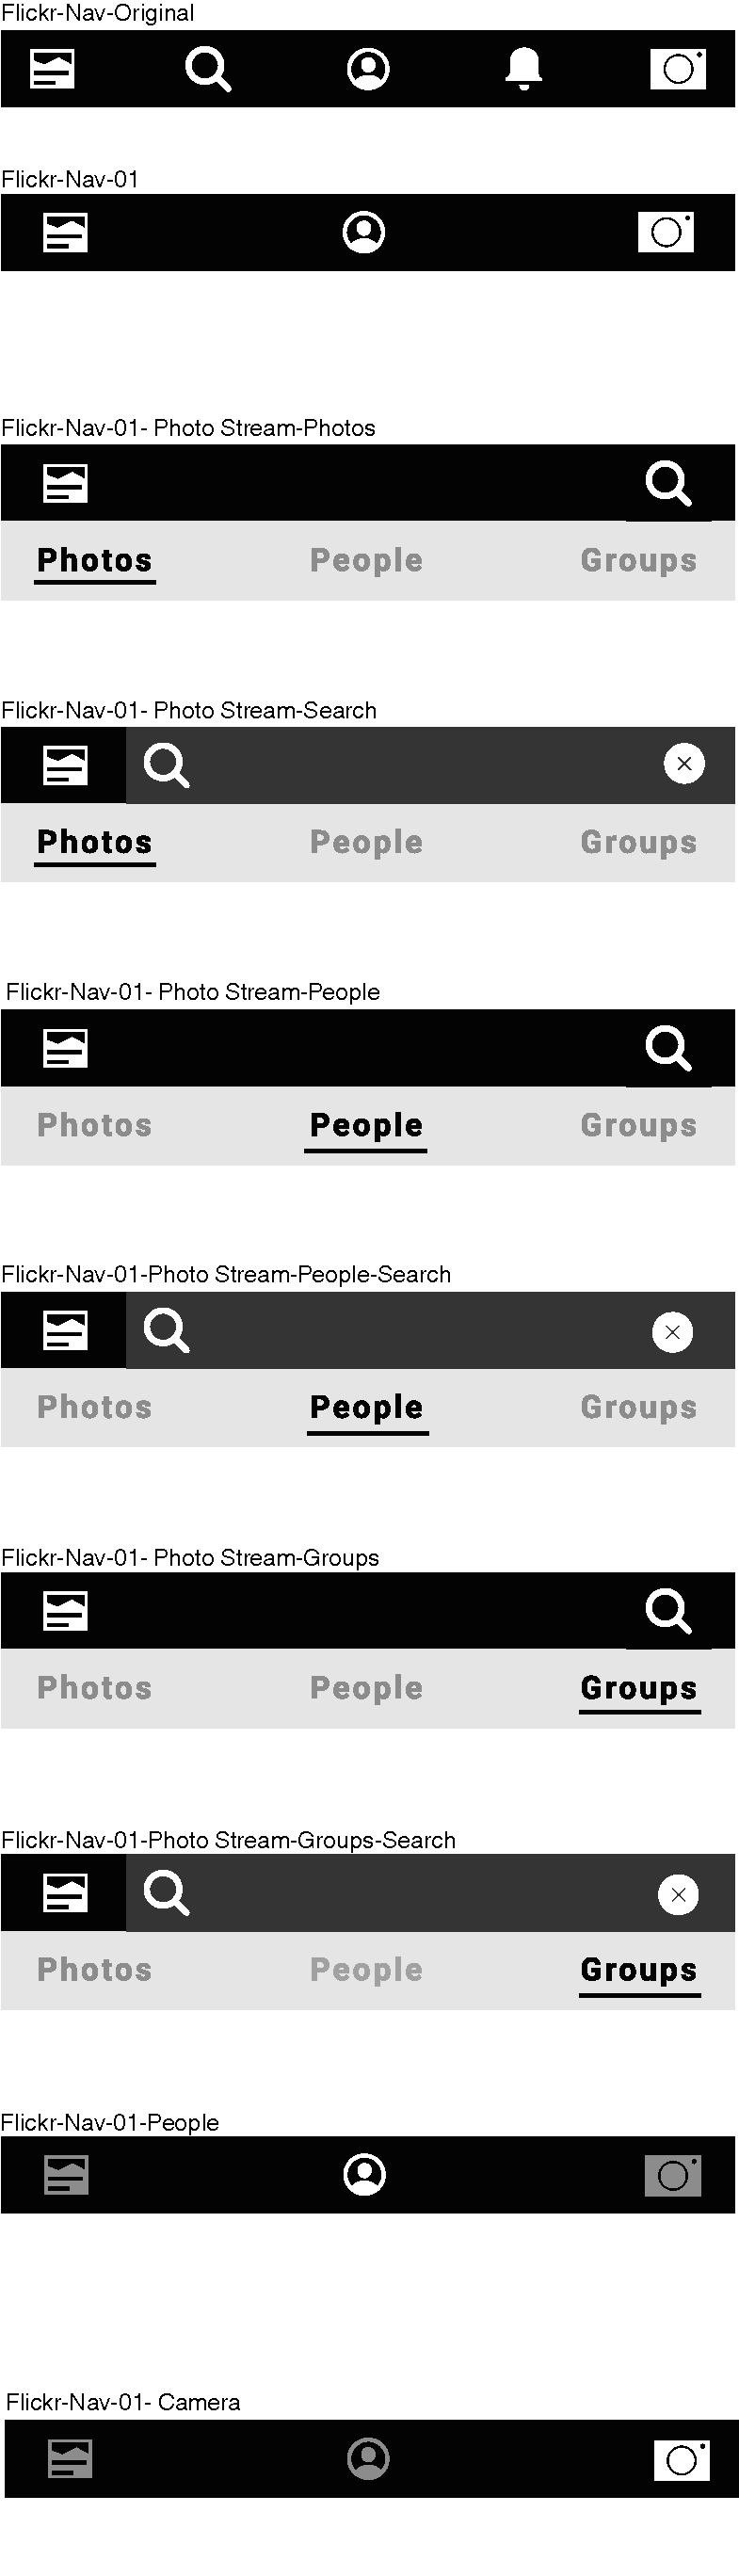 Flickr-Nav-Original
Flickr-Nav-01
Flickr-Nav-01- Photo Stream-Photos
Photos People Groups
Flickr-Nav-01- Photo Stream-Search
Photos People Groups
Flickr-Nav-01- Photo Stream-People
Photos People Groups
Flickr-Nav-01-Photo Stream-People-Search
Photos People Groups
Flickr-Nav-01- Photo Stream-Groups
Photos People Groups
Flickr-Nav-01-Photo Stream-Groups-Search
Photos People Groups
Flickr-Nav-01-People
Flickr-Nav-01- Camera